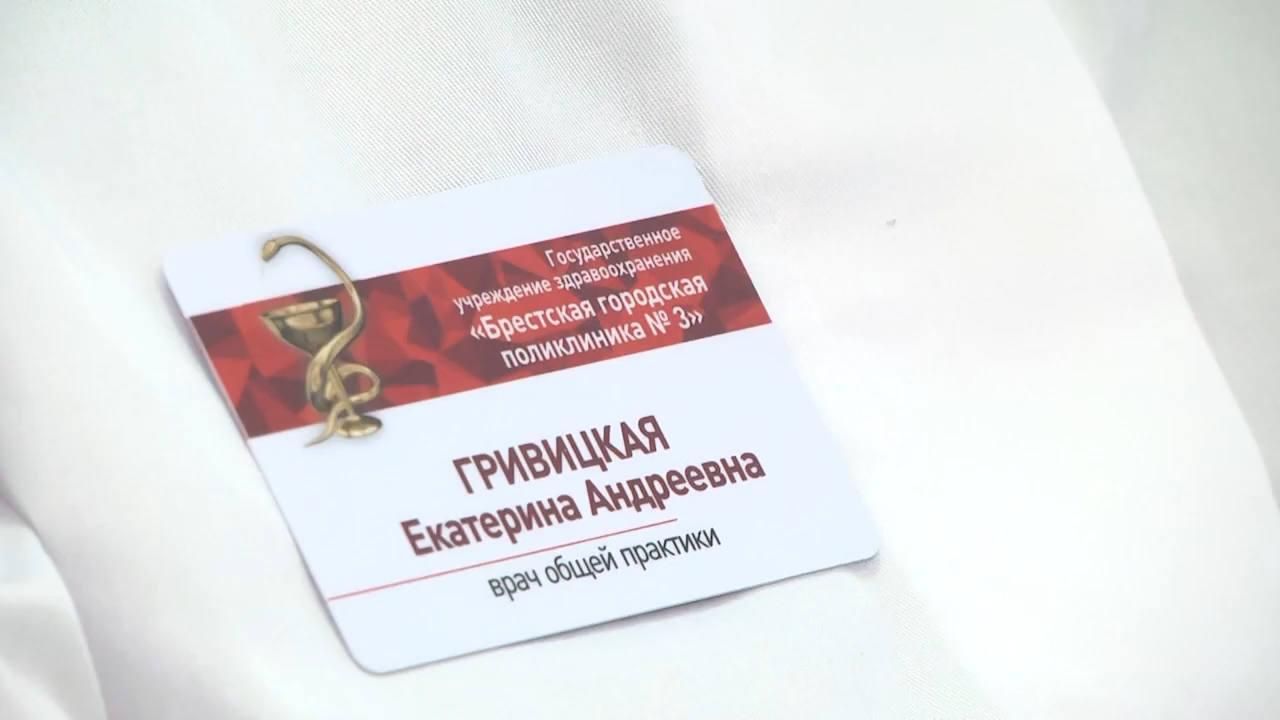 Государственное
учреждение здравоохранения
«Брестская городская
поликлиника № 3»
ГРИВИЦКАЯ
Екатерина Андреевна
врач общей практики